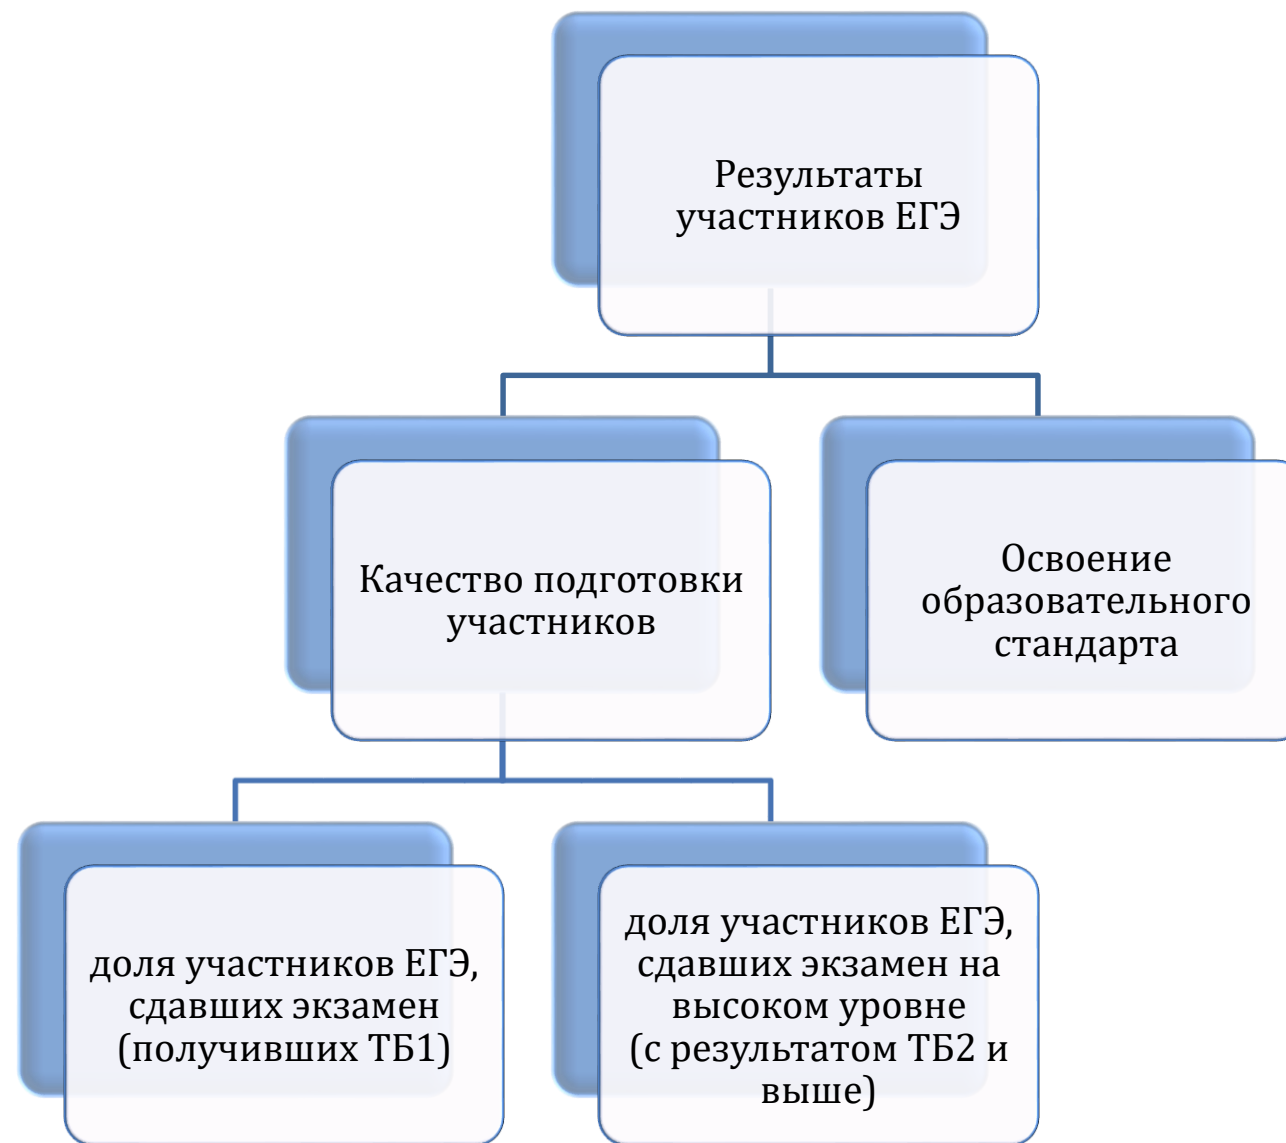 Результаты
участников ЕГЭ
Качество подготовки
участников
Освоение
образовательного
стандарта
доля участников ЕГЭ,
сдавших экзамен
(получивших ТБ1)
доля участников ЕГЭ,
сдавших экзамен на
высоком уровне
(с результатом ТБ2 и
выше)